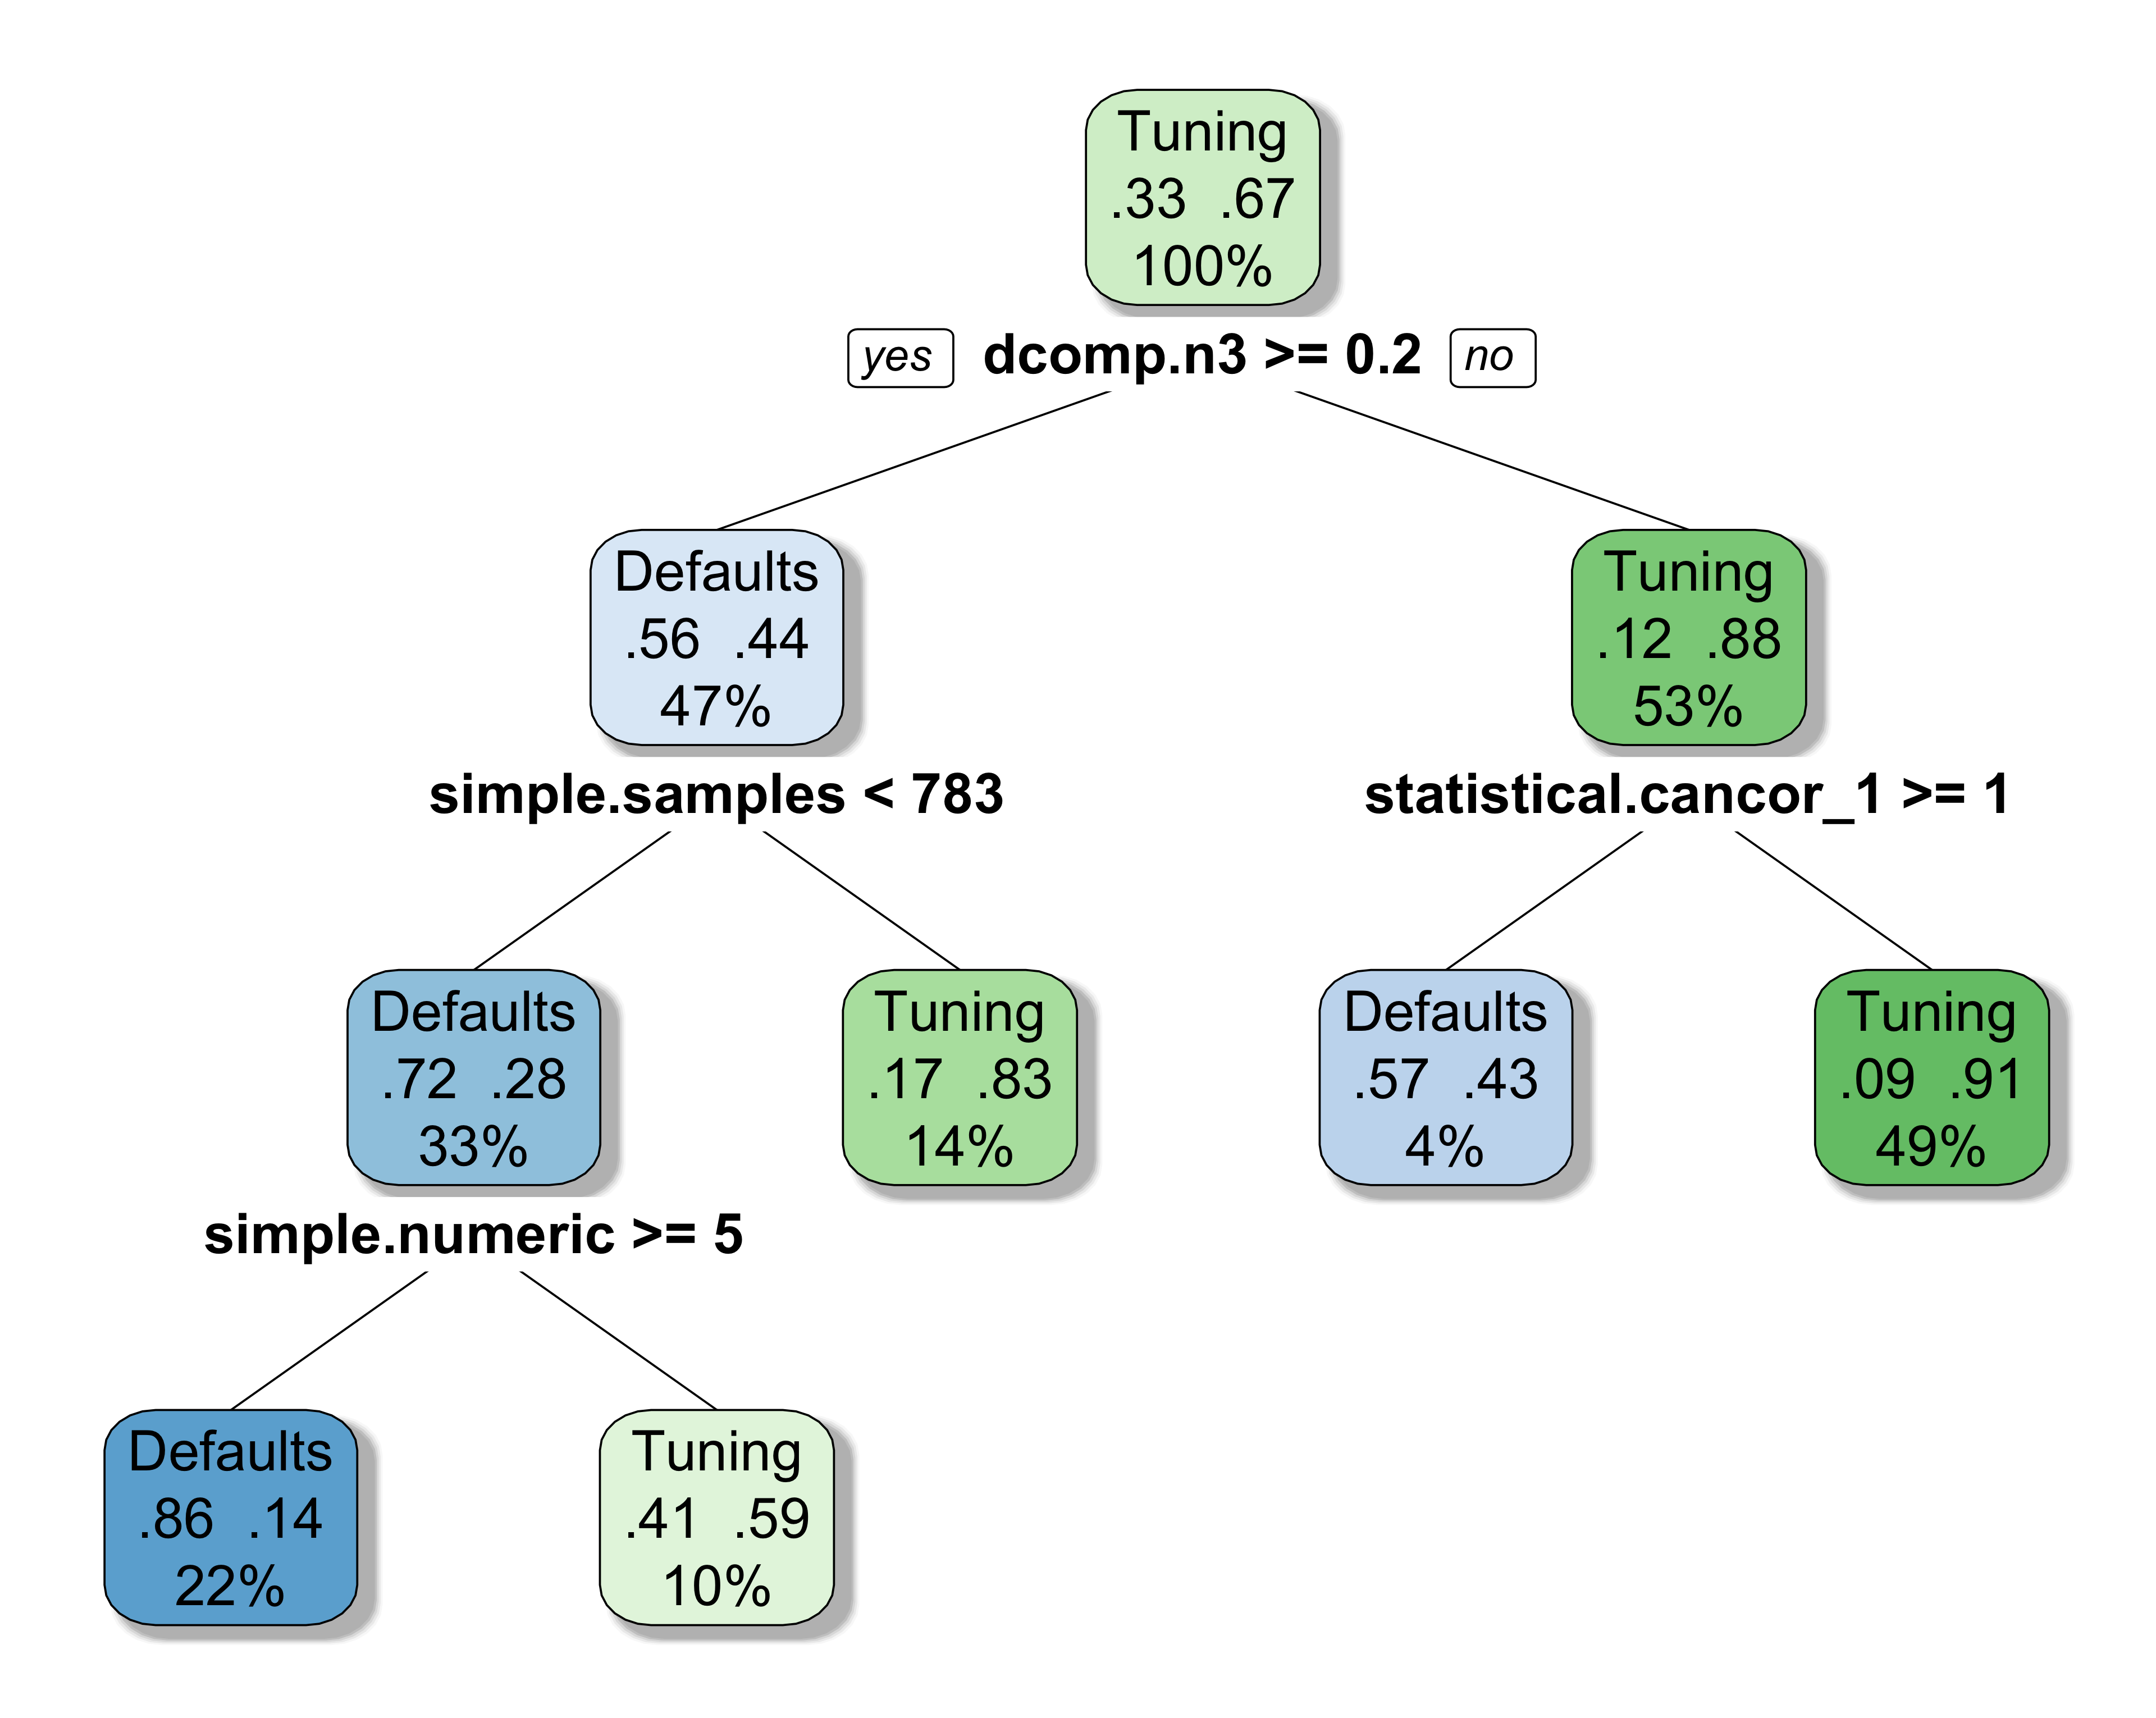 Tuning
.33 .67
100%
yes dcomp.n3 >= 0.2 no
Defaults
.56 .44
47%
Tuning
.12 .88
53%
simple.samples < 783
statistical.cancor_1 >= 1
Defaults
.72 .28
33%
Tuning
.17 .83
14%
Defaults
.57 .43
4%
Tuning
.09 .91
49%
simple.numeric >= 5
Defaults
.86 .14
22%
Tuning
.41 .59
10%